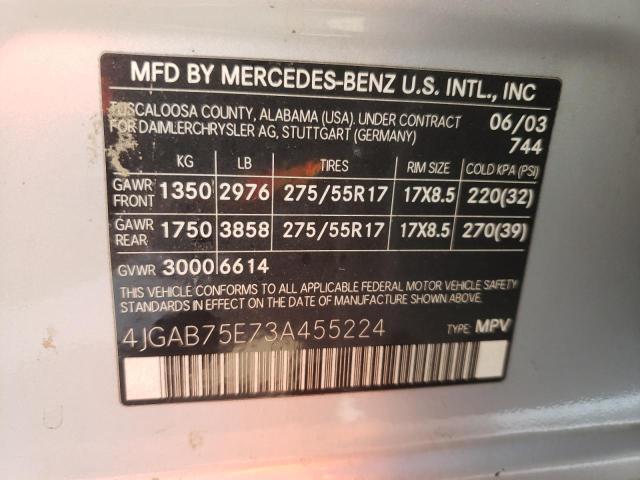 MFD BY MERCEDES-BENZ U.S. INTL., INC
TUSCALOOSA COUNTY, ALABAMA (USA). UNDER CONTRACT 06/03
FOR DAIMLERCHRYSLER AG, STUTTGART (GERMANY) 744
KG LB TIRES RIM SIZE COLD KPA (PSI)
GAWR FRONT 1350 2976 275/55R17 17X8.5 220(32)
GAWR REAR 1750 3858 275/55R17 17X8.5 270(39)
GVWR 3000 6614
THIS VEHICLE CONFORMS TO ALL APPLICABLE FEDERAL MOTOR VEHICLE SAFETY
STANDARDS IN EFFECT ON THE DATE OF MANUFACTURE SHOWN ABOVE.
4JGAB75E73A455224 TYPE: MPV